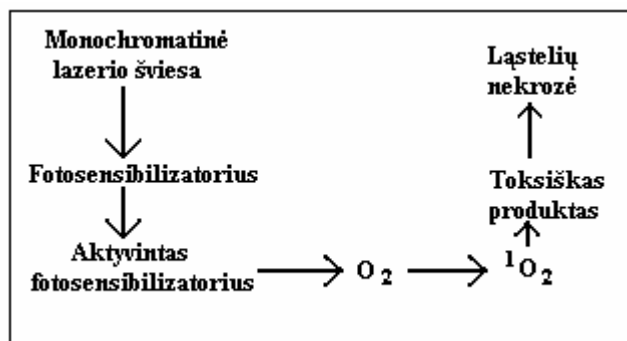 Monochromatinė
lazerio šviesa
Fotosensibilizatorius
Aktyvintas
fotosensibilizatorius
O₂
¹O₂
Toksiškas
produktas
Ląstelių
nekrozė